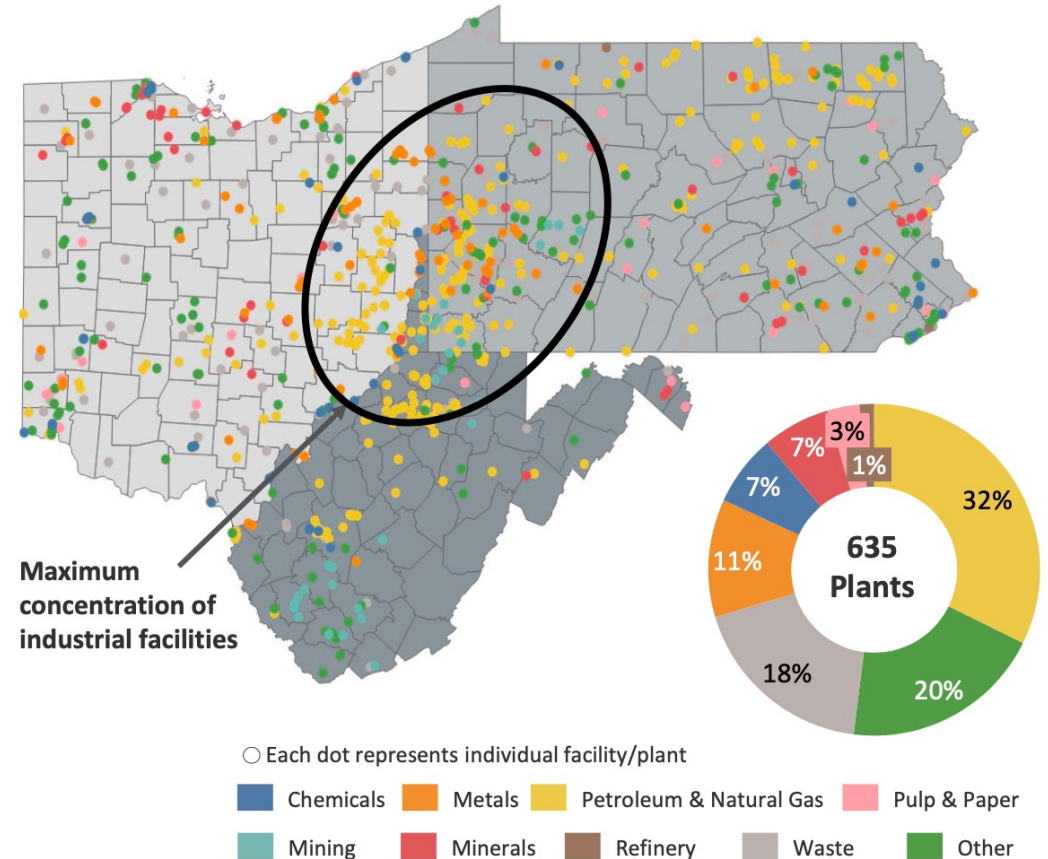 Maximum
concentration of
industrial facilities
3%
7%
1%
32%
7%
11%
635
Plants
18%
20%
Each dot represents individual facility/plant
Chemicals Metals Petroleum & Natural Gas Pulp & Paper
Mining Minerals Refinery Waste Other